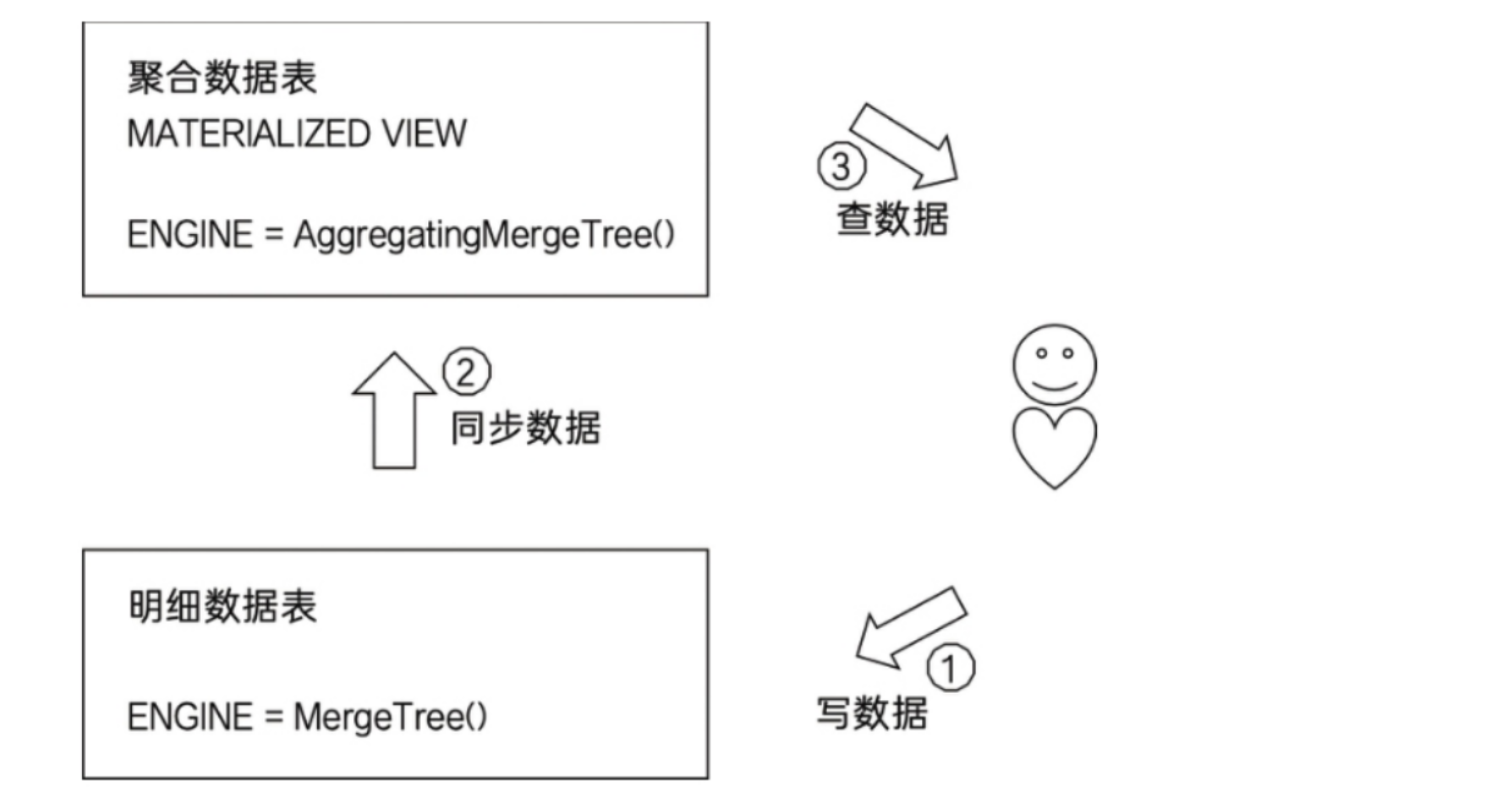 聚合数据表
MATERIALIZED VIEW
ENGINE = AggregatingMergeTree()
③
查数据
②
同步数据
明细数据表
ENGINE = MergeTree()
①
写数据